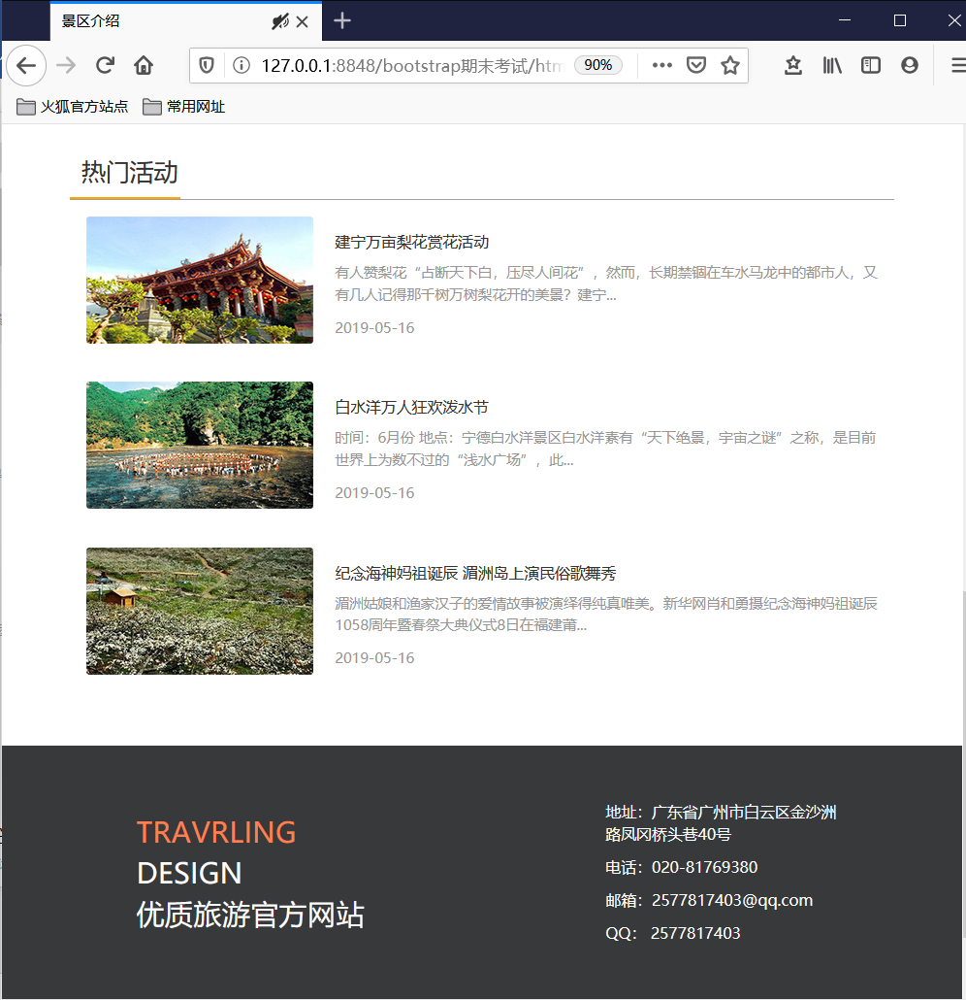 景区介绍
127.0.0.1:8848/bootstrap期末考试/htm
90%
火狐官方站点
常用网址
热门活动
建宁万亩梨花赏花活动
有人赞梨花“占断天下白，压尽人间花”，然而，长期禁锢在车水马龙中的都市人，又
有几人记得那千树万树梨花开的美景？建宁...
2019-05-16
白水洋万人狂欢泼水节
时间：6月份 地点：宁德白水洋景区白水洋素有“天下绝景，宇宙之谜”之称，是目前
世界上为数不过的“浅水广场”，此...
2019-05-16
纪念海神妈祖诞辰 湄洲岛上演民俗歌舞秀
湄洲姑娘和渔家汉子的爱情故事被演绎得纯真唯美。新华网肖和勇摄纪念海神妈祖诞辰
1058周年暨春祭大典仪式8日在福建莆...
2019-05-16
TRAVRLING
DESIGN
优质旅游官方网站
地址：广东省广州市白云区金沙洲
路凤冈桥头巷40号
电话：020-81769380
邮箱：2577817403@qq.com
QQ： 2577817403